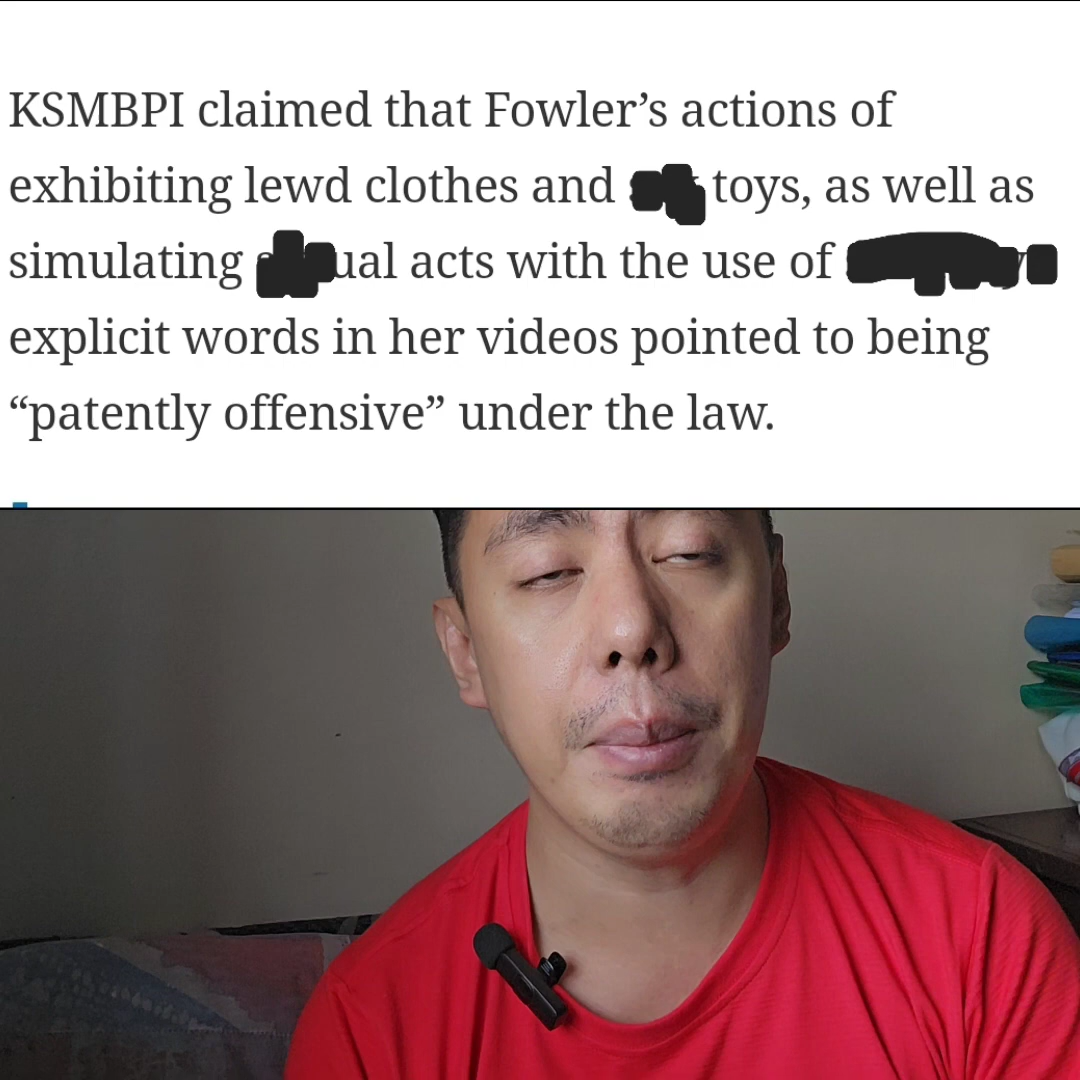 KSMBPI claimed that Fowler’s actions of
exhibiting lewd clothes and toys, as well as
simulating acts with the use of
explicit words in her videos pointed to being
“patently offensive” under the law.